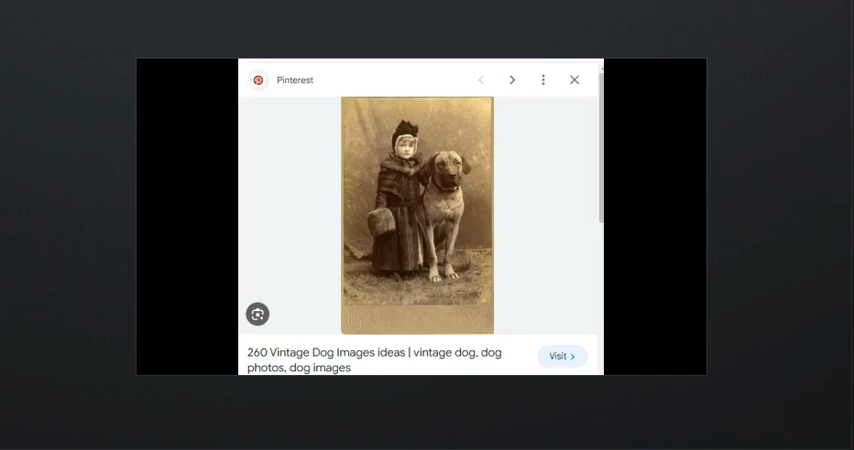 Pinterest
260 Vintage Dog Images ideas | vintage dog, dog
photos, dog images
Visit